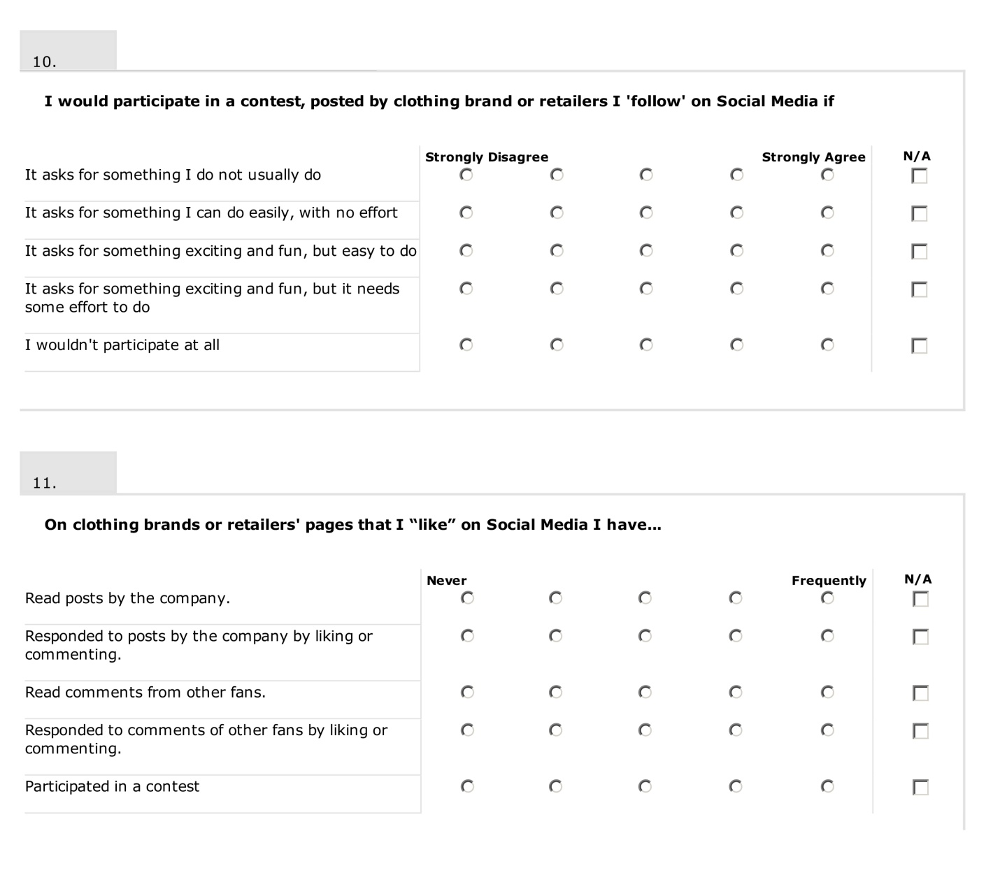 10.
I would participate in a contest, posted by clothing brand or retailers I 'follow' on Social Media if
Strongly Disagree Strongly Agree N/A
It asks for something I do not usually do
It asks for something I can do easily, with no effort
It asks for something exciting and fun, but easy to do
It asks for something exciting and fun, but it needs
some effort to do
I wouldn't participate at all
11.
On clothing brands or retailers' pages that I “like” on Social Media I have...
Never Frequently N/A
Read posts by the company.
Responded to posts by the company by liking or
commenting.
Read comments from other fans.
Responded to comments of other fans by liking or
commenting.
Participated in a contest